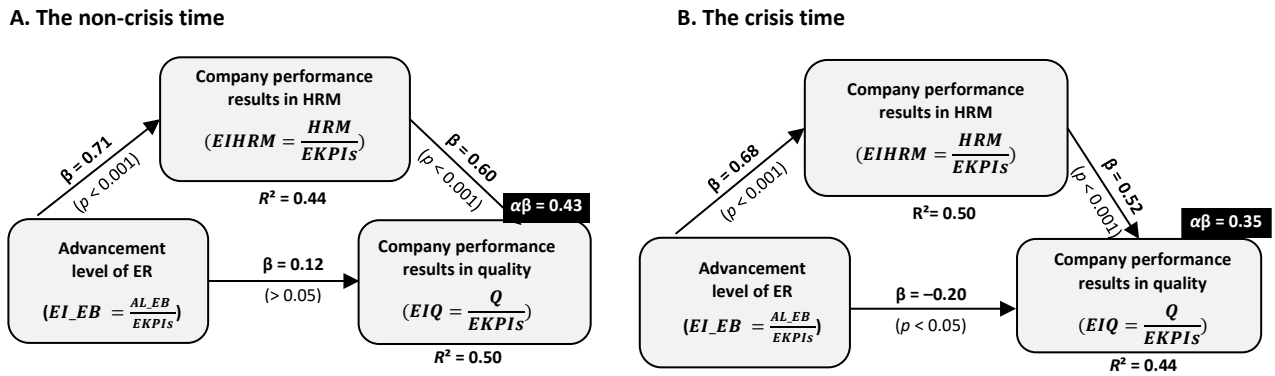 A. The non-crisis time
Company performance
results in HRM
(EIHRM = HRM/EKPIs)
β = 0.71
(p < 0.001)
β = 0.60
(p < 0.001)
R² = 0.44
αβ = 0.43
Advancement
level of ER
(EI_EB = AL_EB/EKPIs)
β = 0.12
(> 0.05)
Company performance
results in quality
(EIQ = Q/EKPIs)
R² = 0.50
B. The crisis time
Company performance
results in HRM
(EIHRM = HRM/EKPIs)
β = 0.68
(p < 0.001)
β = 0.52
(p < 0.001)
R²= 0.50
αβ = 0.35
Advancement
level of ER
(EI_EB = AL_EB/EKPIs)
β = –0.20
(p < 0.05)
Company performance
results in quality
(EIQ = Q/EKPIs)
R² = 0.44